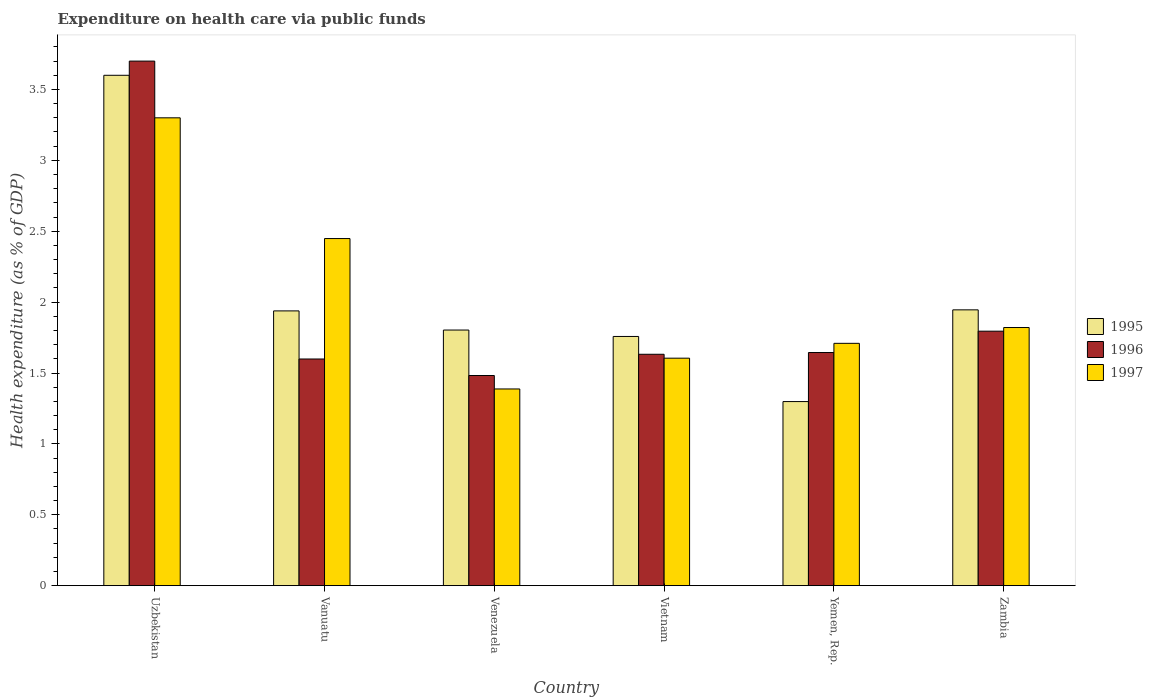 Expenditure on health care via public funds
Health expenditure (as % of GDP)
3.5
3
2.5
2
1.5
1
0.5
0
Uzbekistan
Vanuatu
Venezuela
Vietnam
Yemen, Rep.
Zambia
Country
1995
1996
1997